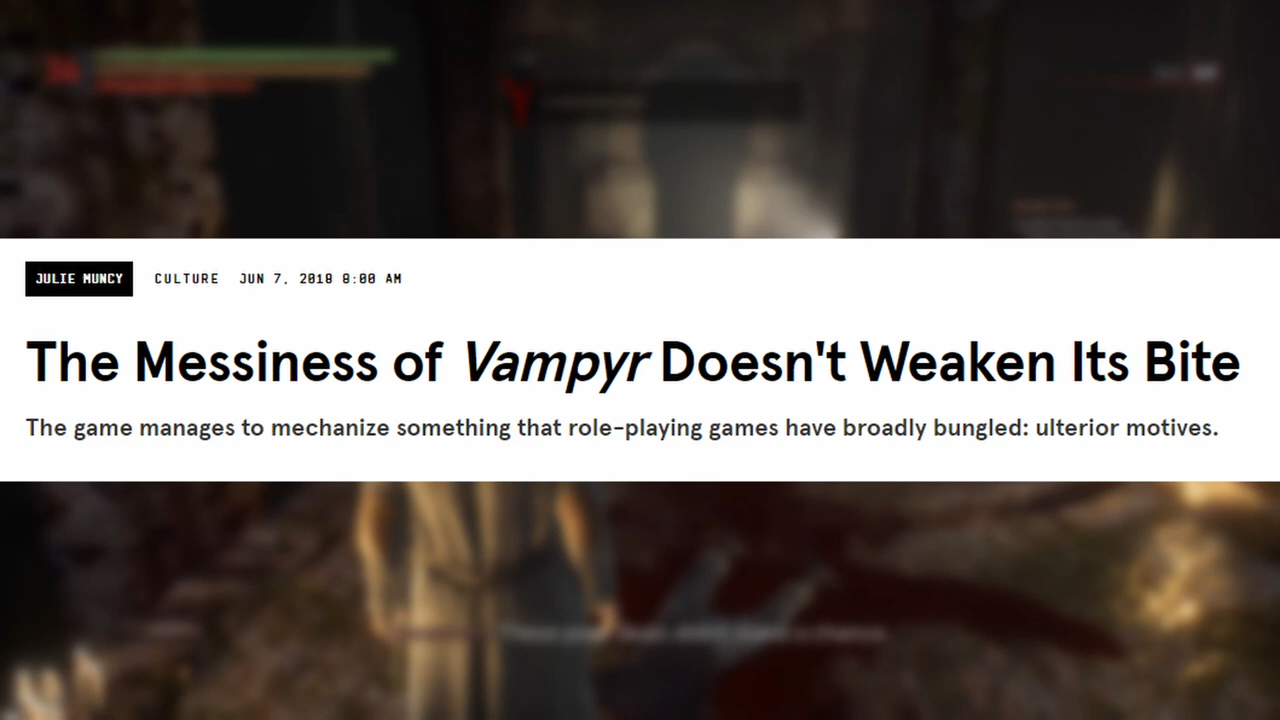 JULIE MUNCY CULTURE JUN 7, 2018 8:00 AM
The Messiness of Vampyr Doesn't Weaken Its Bite
The game manages to mechanize something that role-playing games have broadly bungled: ulterior motives.